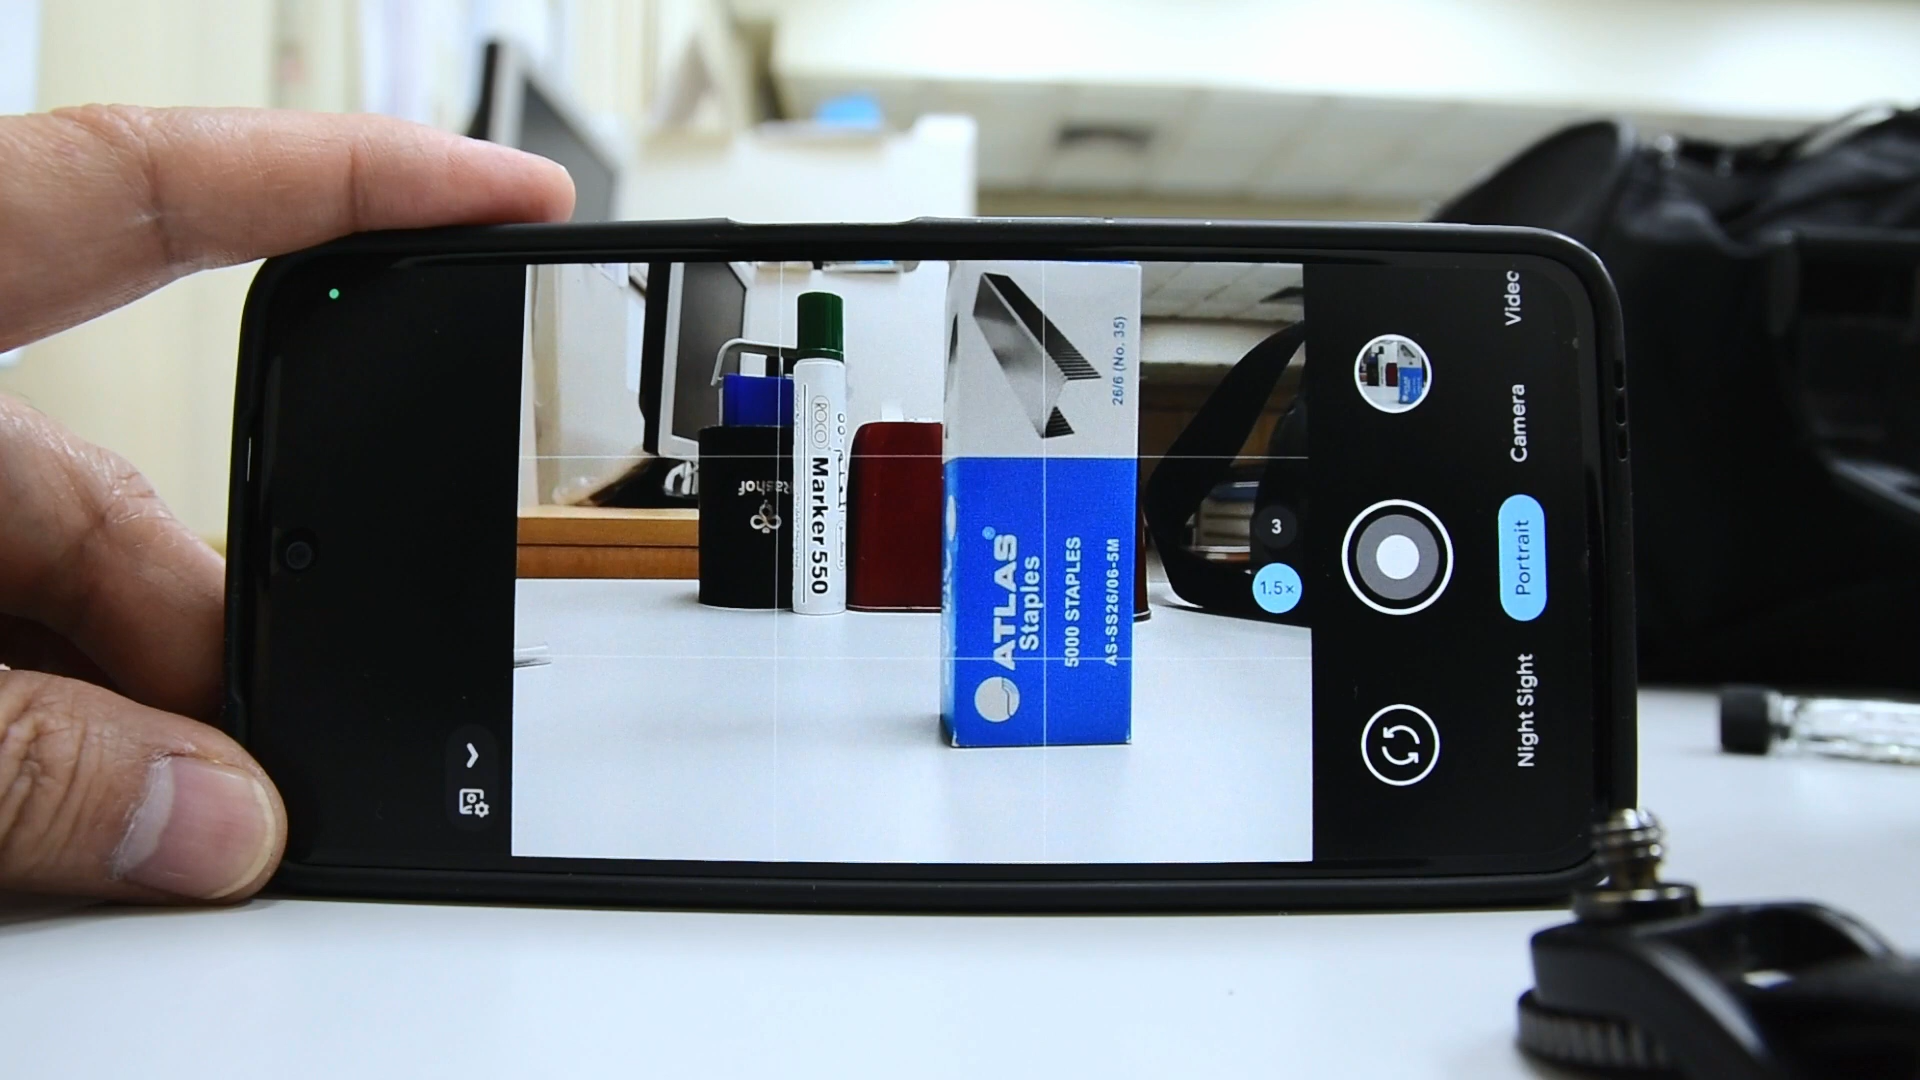 Rashof
ROCO
Marker 550
26/6 (No. 35)
ATLAS®
Staples
5000 STAPLES
AS-SS26/06-5M
3
1.5×
Video
Camera
Portrait
Night Sight